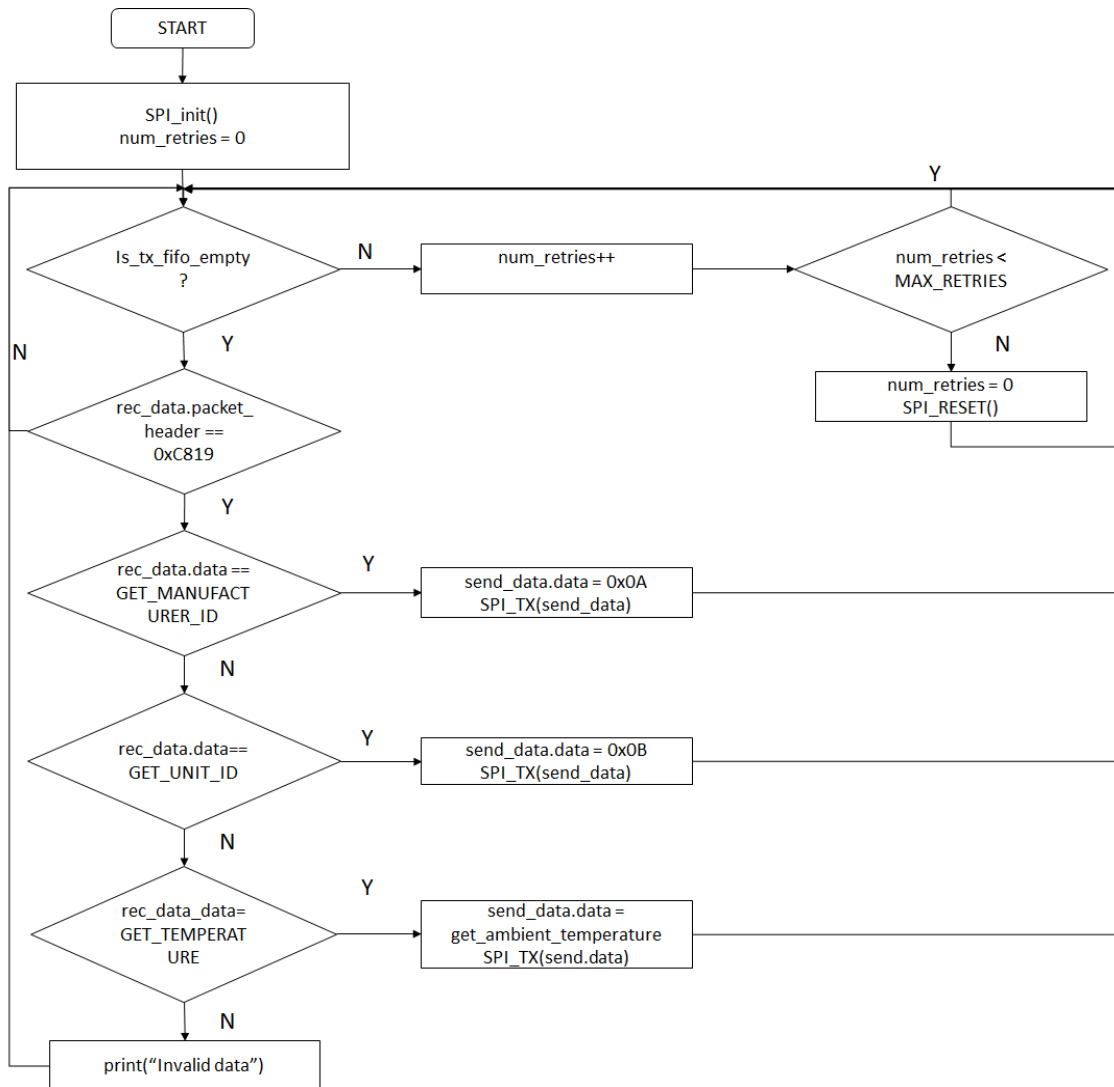 START
SPI_init()
num_retries = 0
Y
Is_tx_fifo_empty
?
N
num_retries++
num_retries <
MAX_RETRIES
Y
N
N
rec_data.packet_
header ==
0xC819
num_retries = 0
SPI_RESET()
Y
rec_data.data ==
GET_MANUFACT
URER_ID
Y
send_data.data = 0x0A
SPI_TX(send_data)
N
rec_data.data==
GET_UNIT_ID
Y
send_data.data = 0x0B
SPI_TX(send_data)
N
rec_data_data=
GET_TEMPERAT
URE
Y
send_data.data =
get_ambient_temperature
SPI_TX(send.data)
N
print(“Invalid data”)